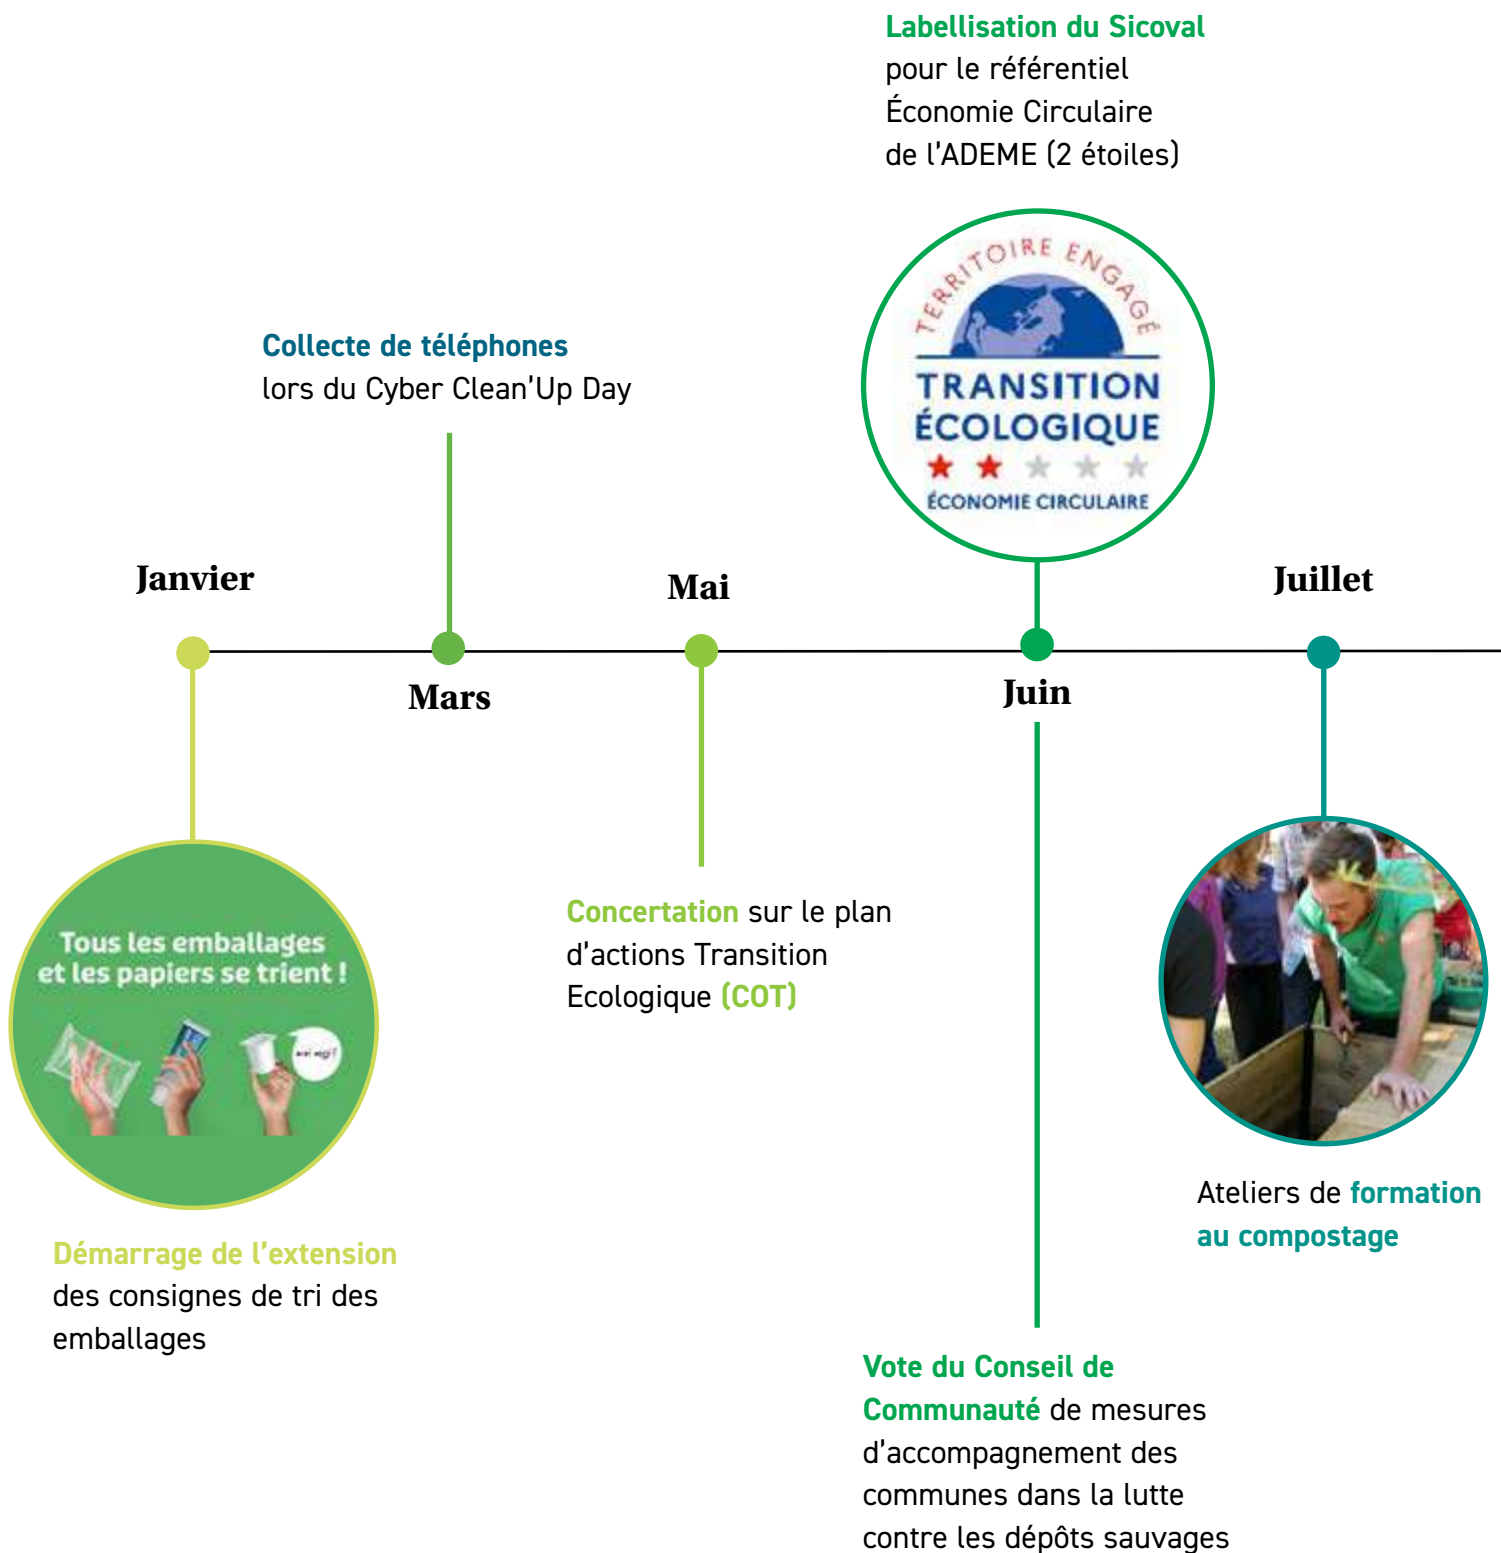 Labellisation du Sicoval
pour le référentiel
Économie Circulaire
de l’ADEME (2 étoiles)
TERRITOIRE ENGAGÉ
TRANSITION
ÉCOLOGIQUE
ÉCONOMIE CIRCULAIRE
Collecte de téléphones
lors du Cyber Clean’Up Day
Janvier
Mars
Mai
Juin
Juillet
Tous les emballages
et les papiers se trient !
Démarrage de l’extension
des consignes de tri des
emballages
Concertation sur le plan
d’actions Transition
Ecologique (COT)
Ateliers de formation
au compostage
Vote du Conseil de
Communauté de mesures
d’accompagnement des
communes dans la lutte
contre les dépôts sauvages